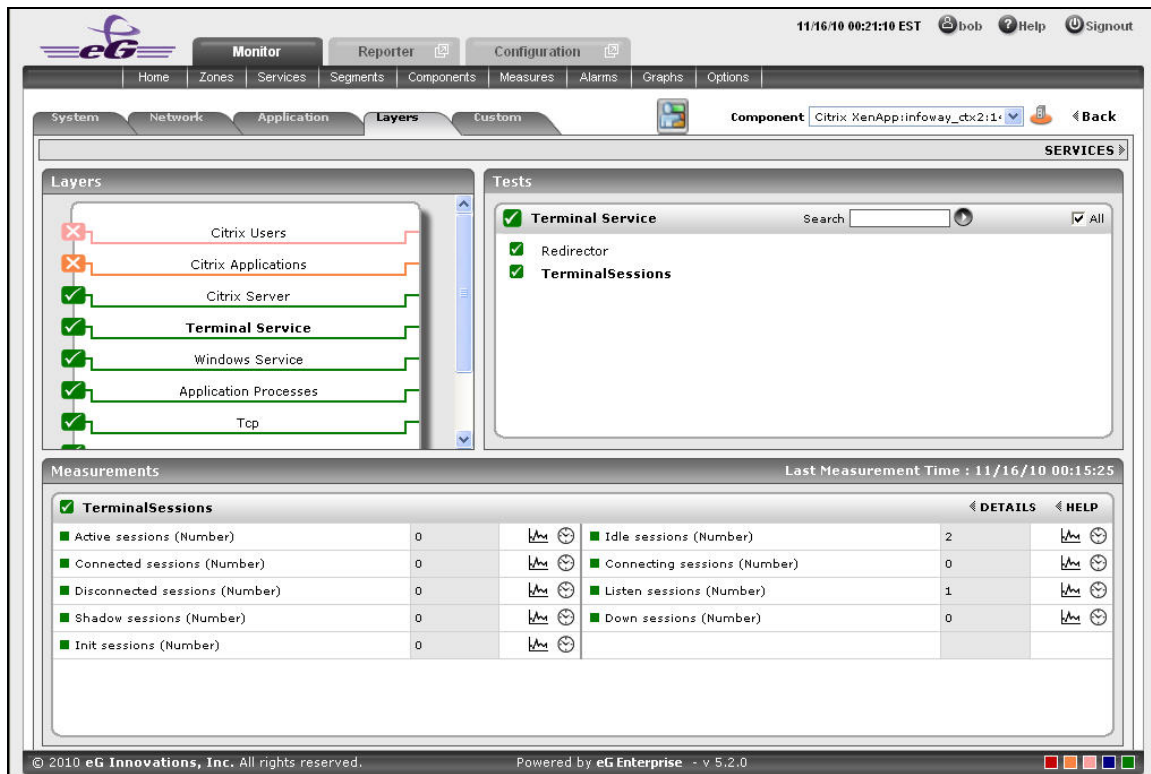 11/16/10 00:21:10 EST bob Help Signout
eG
Monitor Reporter Configuration
Home Zones Services Segments Components Measures Alarms Graphs Options
System Network Application Layers Custom
Component Citrix XenApp:infoway_ctx2:1 Back
SERVICES
Layers
Citrix Users
Citrix Applications
Citrix Server
Terminal Service
Windows Service
Application Processes
Tcp
Tests
Terminal Service Search All
Redirector
TerminalSessions
Measurements Last Measurement Time : 11/16/10 00:15:25
TerminalSessions DETAILS HELP
Active sessions (Number) 0 Idle sessions (Number) 2
Connected sessions (Number) 0 Connecting sessions (Number) 0
Disconnected sessions (Number) 0 Listen sessions (Number) 1
Shadow sessions (Number) 0 Down sessions (Number) 0
Init sessions (Number) 0
© 2010 eG Innovations, Inc. All rights reserved. Powered by eG Enterprise - v 5.2.0